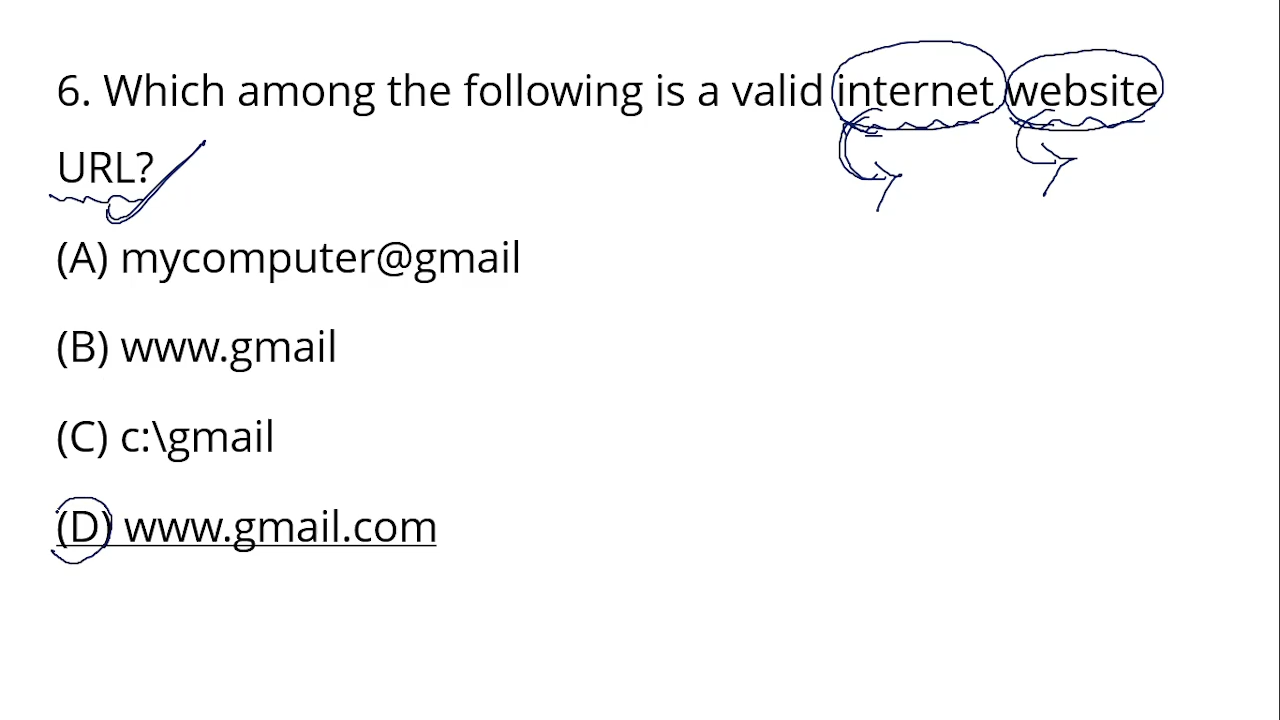 6. Which among the following is a valid internet website
URL?
(A) mycomputer@gmail
(B) www.gmail
(C) c:\gmail
(D) www.gmail.com